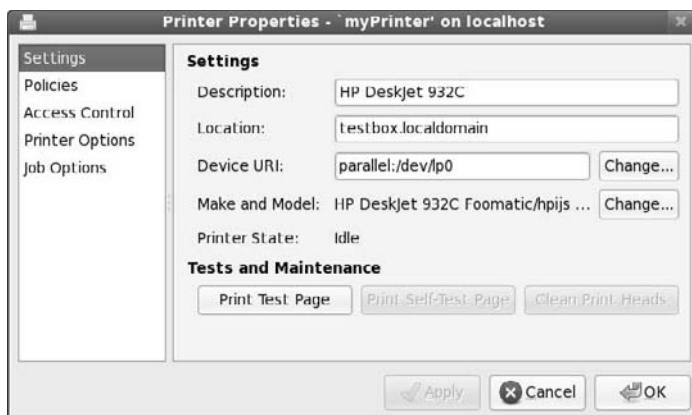 Printer Properties - `myPrinter' on localhost
Settings
Policies
Access Control
Printer Options
Job Options
Settings
Description: HP DeskJet 932C
Location: testbox.localdomain
Device URI: parallel:/dev/lp0 Change...
Make and Model: HP DeskJet 932C Foomatic/hpijs ... Change...
Printer State: Idle
Tests and Maintenance
Print Test Page Print Self-Test Page Clean Print Heads
Apply Cancel OK